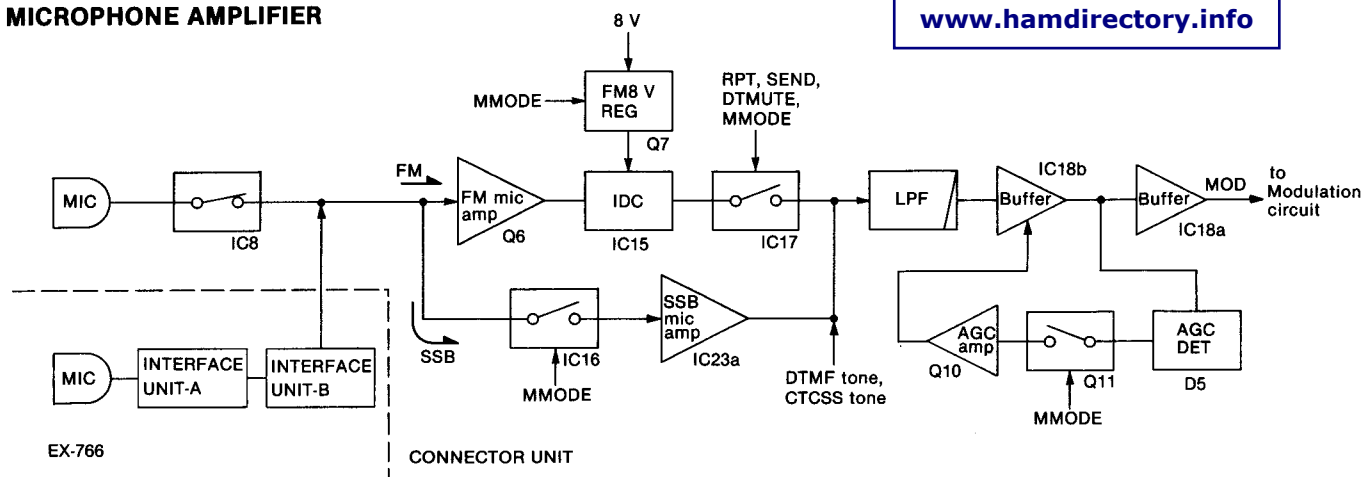 MICROPHONE AMPLIFIER
www.hamdirectory.info
8 V
MMODE
FM8 V
REG
Q7
RPT, SEND,
DTMUTE,
MMODE
MIC
IC8
FM
FM mic
amp
Q6
IDC
IC15
IC17
LPF
IC18b
Buffer
Buffer
IC18a
MOD
to
Modulation
circuit
SSB
IC16
MMODE
SSB
mic
amp
IC23a
DTMF tone,
CTCSS tone
AGC
amp
Q10
Q11
MMODE
AGC
DET
D5
MIC
INTERFACE
UNIT-A
INTERFACE
UNIT-B
EX-766
CONNECTOR UNIT